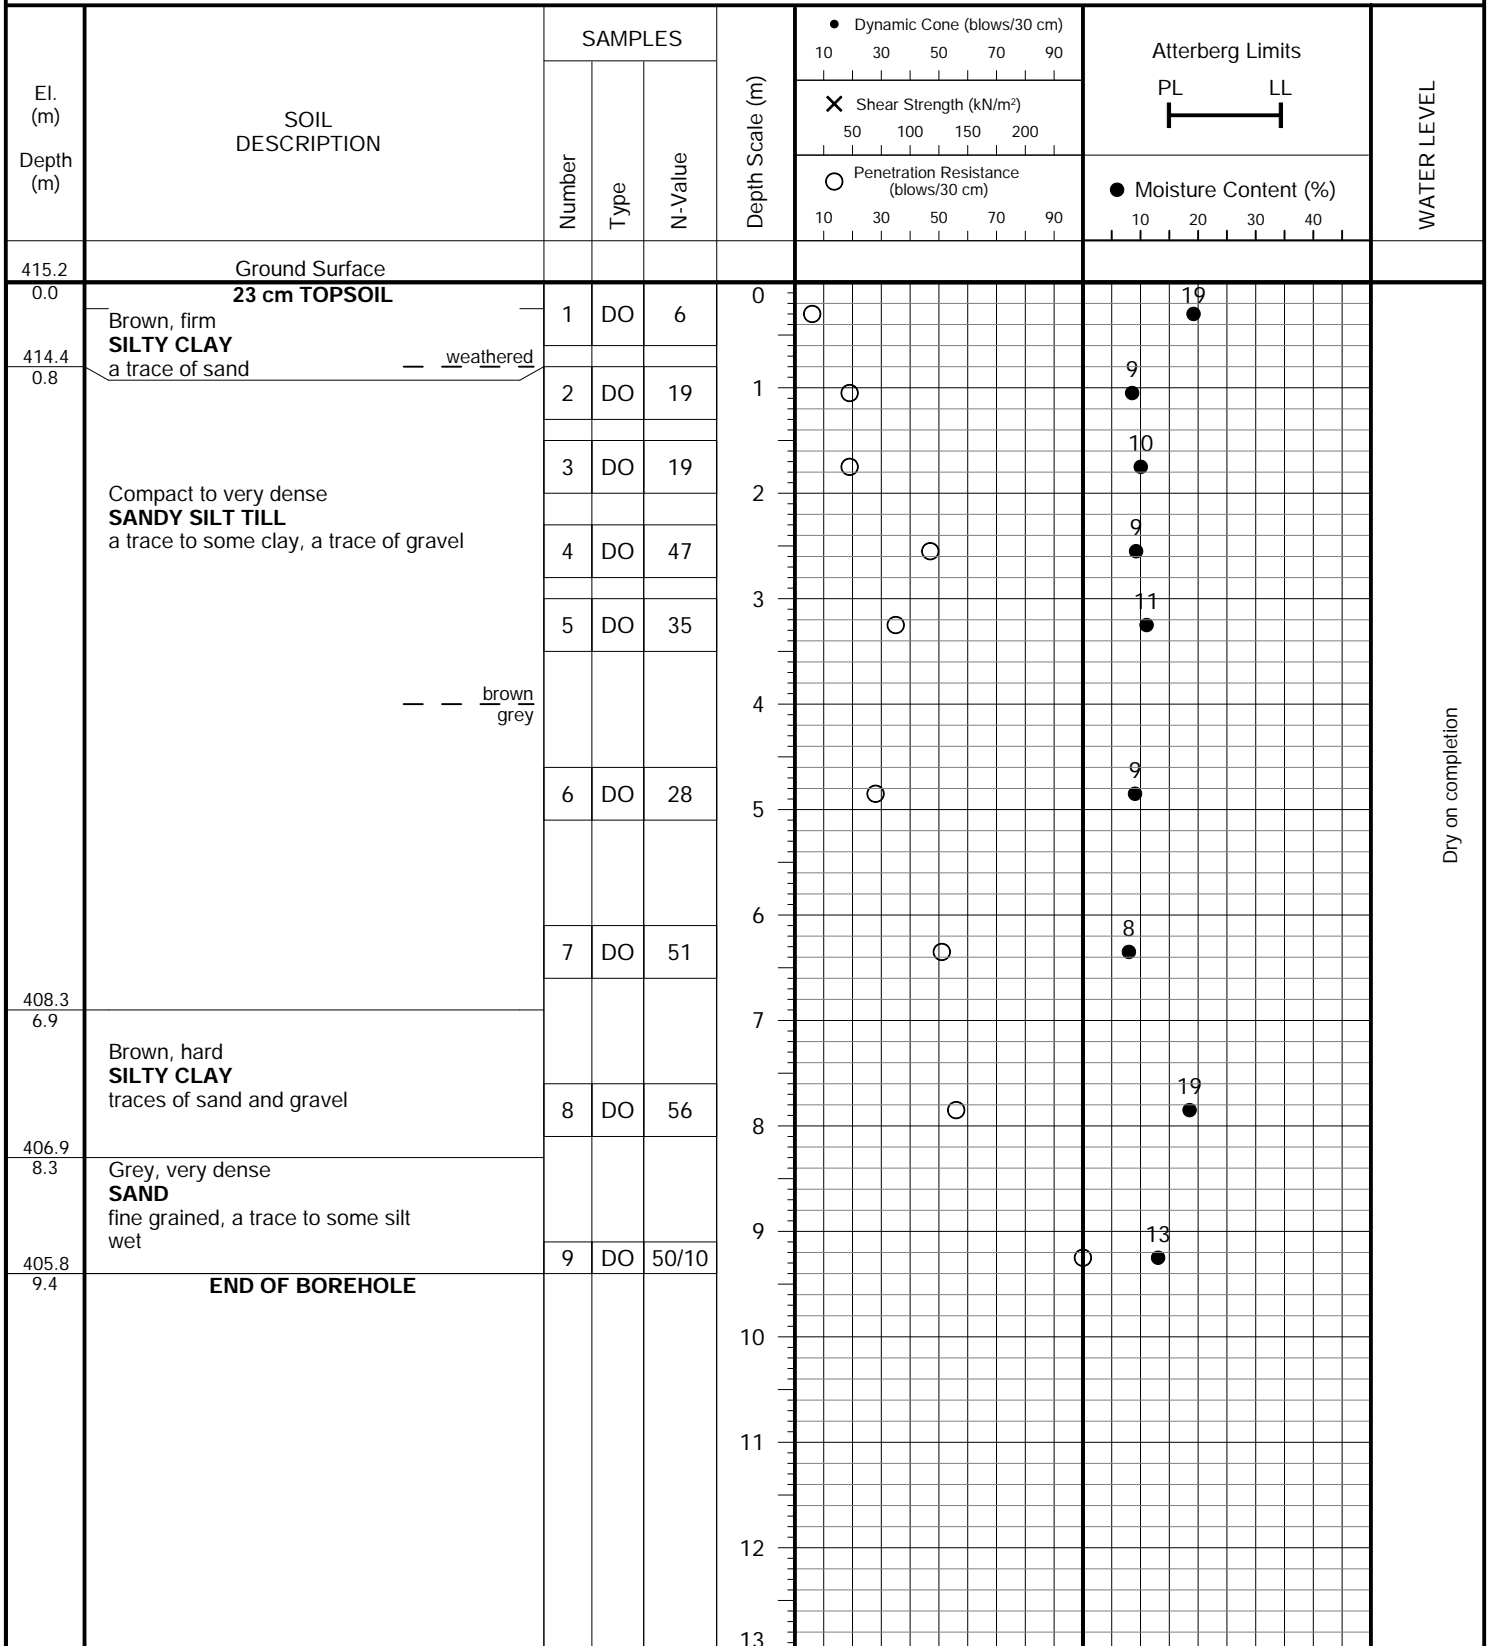 El.
(m)
Depth
(m)
SOIL
DESCRIPTION
SAMPLES
Number
Type
N-Value
Depth Scale (m)
Dynamic Cone (blows/30 cm)
10 30 50 70 90
Shear Strength (kN/m²)
50 100 150 200
Penetration Resistance
(blows/30 cm)
10 30 50 70 90
Atterberg Limits
PL LL
Moisture Content (%)
10 20 30 40
WATER LEVEL
415.2 Ground Surface
0.0 23 cm TOPSOIL 0 19
Brown, firm 1 DO 6
SILTY CLAY
414.4 a trace of sand weathered
0.8 9
2 DO 19 1
10
3 DO 19
Compact to very dense 2
SANDY SILT TILL
a trace to some clay, a trace of gravel 9
4 DO 47
3 11
5 DO 35
brown
4
grey
9
6 DO 28
5
Dry on completion
6
8
7 DO 51
408.3
6.9 7
Brown, hard
SILTY CLAY 19
traces of sand and gravel
8 DO 56
8
406.9
8.3 Grey, very dense
SAND
fine grained, a trace to some silt 9 13
wet
405.8 9 DO 50/10
9.4 END OF BOREHOLE
10
11
12
13